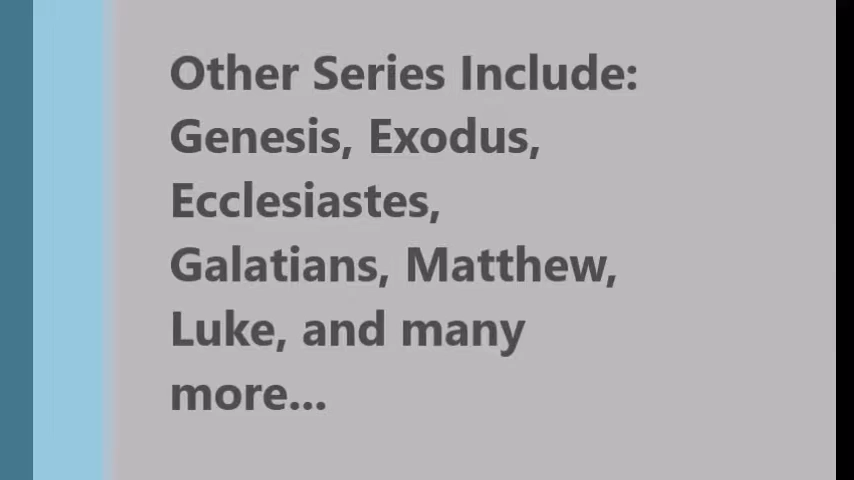 Other Series Include:
Genesis, Exodus,
Ecclesiastes,
Galatians, Matthew,
Luke, and many
more...